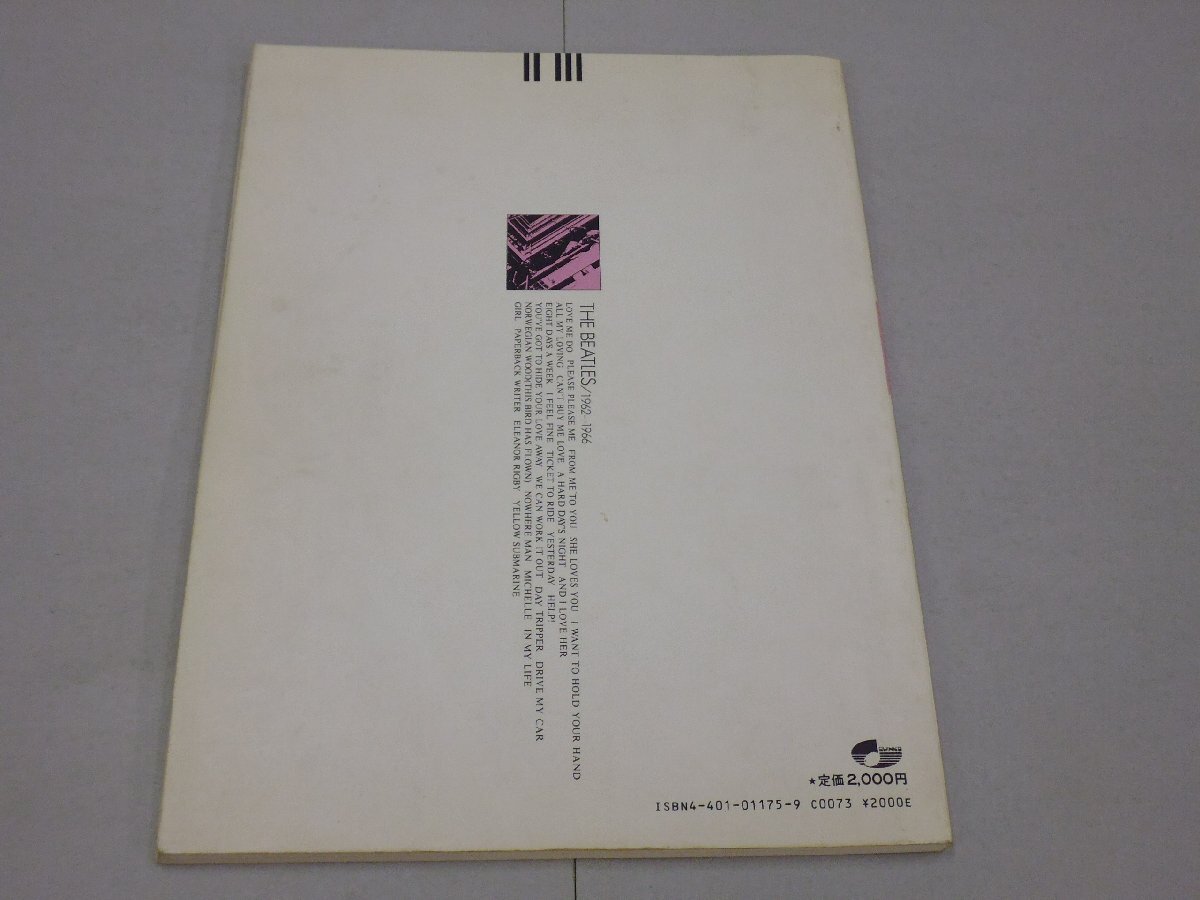 THE BEATLES/1962-1966
LOVE ME DO PLEASE PLEASE ME FROM ME TO YOU SHE LOVES YOU I WANT TO HOLD YOUR HAND
ALL MY LOVING CAN'T BUY ME LOVE A HARD DAY'S NIGHT AND I LOVE HER
EIGHT DAYS A WEEK I FEEL FINE TICKET TO RIDE YESTERDAY HELP!
YOU'VE GOT TO HIDE YOUR LOVE AWAY WE CAN WORK IT OUT DAY TRIPPER DRIVE MY CAR
NORWEGIAN WOOD(THIS BIRD HAS FLOWN) NOWHERE MAN MICHELLE IN MY LIFE
GIRL PAPERBACK WRITER ELEANOR RIGBY YELLOW SUBMARINE
★定価2,000円
ISBN4-401-01175-9 C0073 ¥2000E